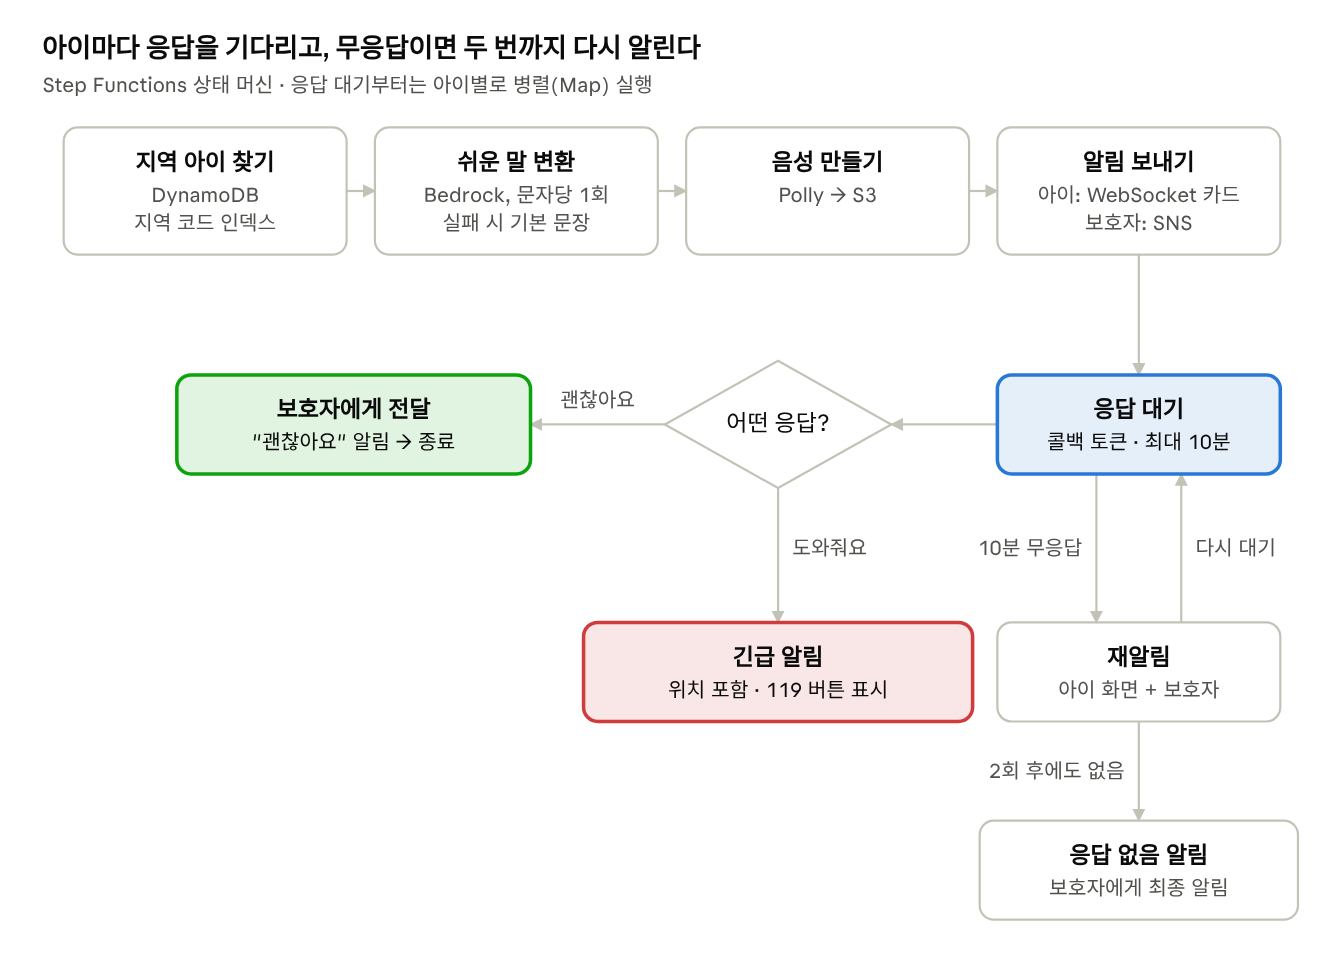 아이마다 응답을 기다리고, 무응답이면 두 번까지 다시 알린다
Step Functions 상태 머신 · 응답 대기부터는 아이별로 병렬(Map) 실행
지역 아이 찾기
DynamoDB
지역 코드 인덱스
쉬운 말 변환
Bedrock, 문자당 1회
실패 시 기본 문장
음성 만들기
Polly → S3
알림 보내기
아이: WebSocket 카드
보호자: SNS
보호자에게 전달
"괜찮아요" 알림 → 종료
괜찮아요
어떤 응답?
응답 대기
콜백 토큰 · 최대 10분
도와줘요
10분 무응답
다시 대기
긴급 알림
위치 포함 · 119 버튼 표시
재알림
아이 화면 + 보호자
2회 후에도 없음
응답 없음 알림
보호자에게 최종 알림